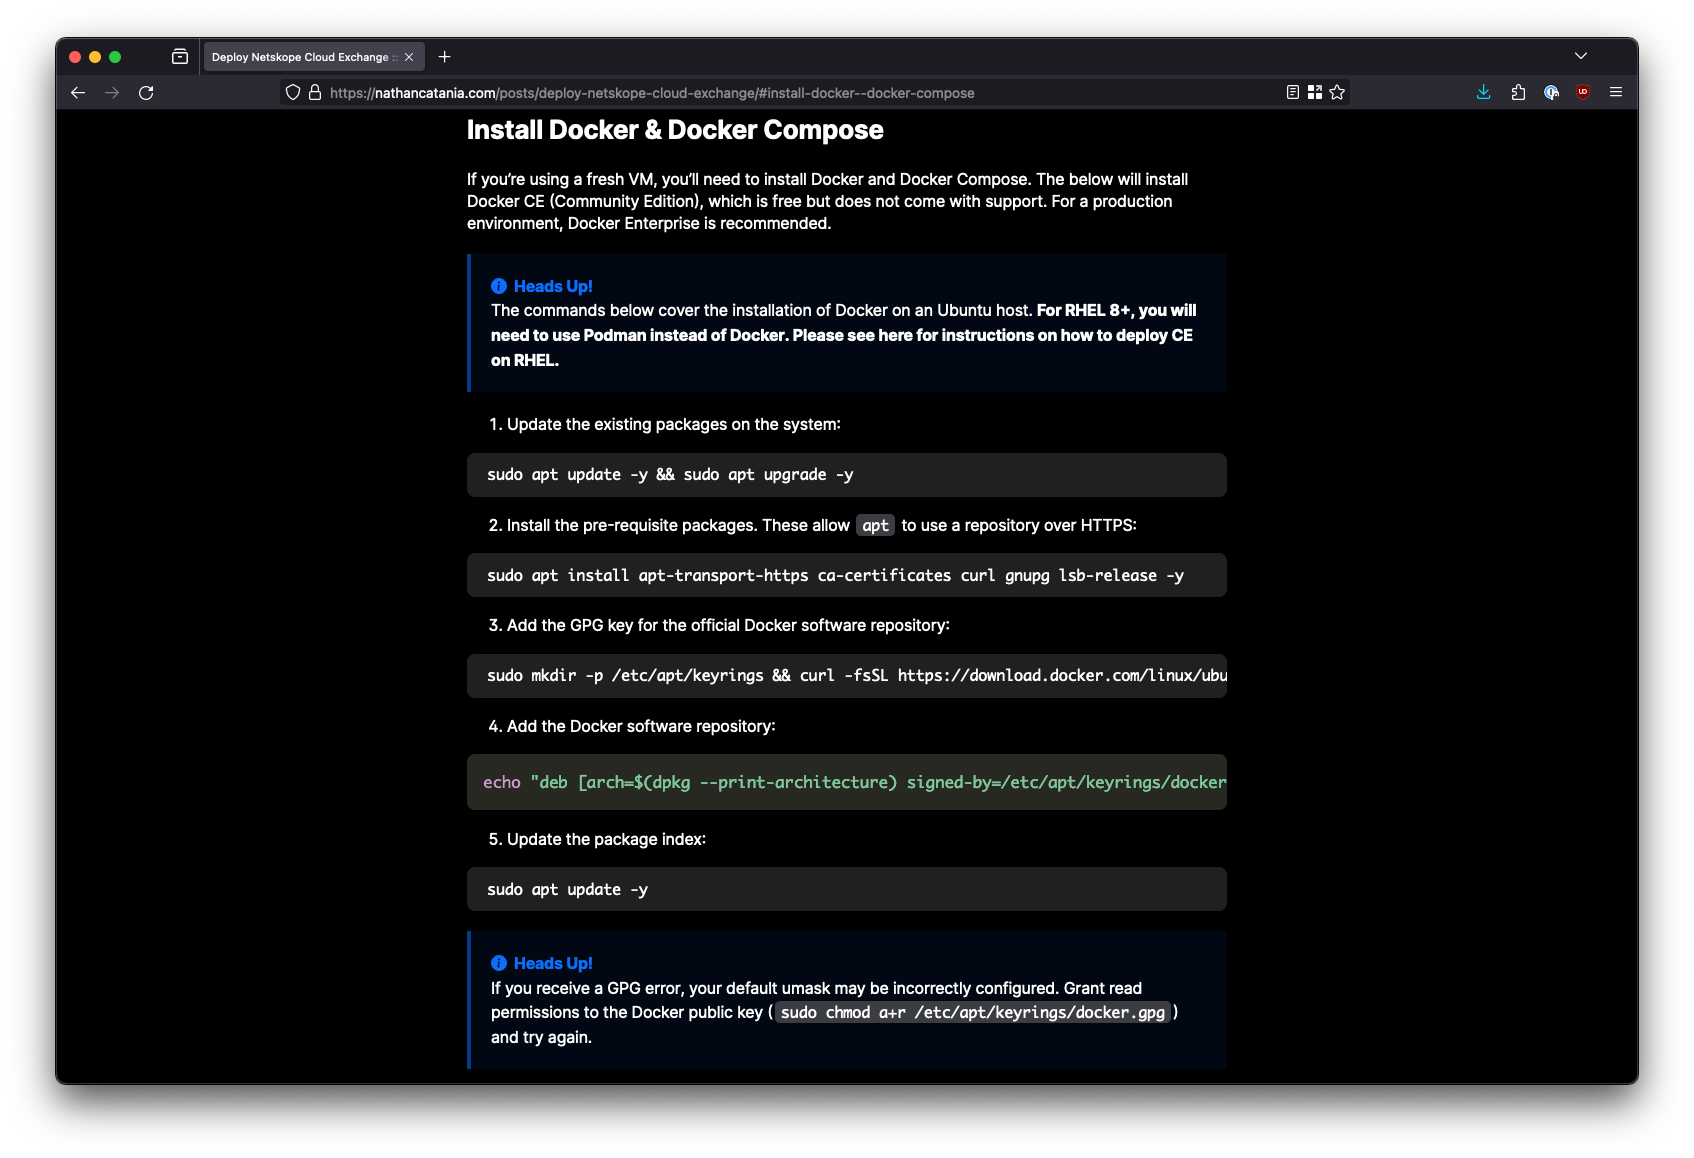 Deploy Netskope Cloud Exchange ::
https://nathancatania.com/posts/deploy-netskope-cloud-exchange/#install-docker--docker-compose
Install Docker & Docker Compose
If you’re using a fresh VM, you’ll need to install Docker and Docker Compose. The below will install
Docker CE (Community Edition), which is free but does not come with support. For a production
environment, Docker Enterprise is recommended.
Heads Up!
The commands below cover the installation of Docker on an Ubuntu host. For RHEL 8+, you will
need to use Podman instead of Docker. Please see here for instructions on how to deploy CE
on RHEL.
1. Update the existing packages on the system:
sudo apt update -y && sudo apt upgrade -y
2. Install the pre-requisite packages. These allow apt to use a repository over HTTPS:
sudo apt install apt-transport-https ca-certificates curl gnupg lsb-release -y
3. Add the GPG key for the official Docker software repository:
sudo mkdir -p /etc/apt/keyrings && curl -fsSL https://download.docker.com/linux/ubu
4. Add the Docker software repository:
echo "deb [arch=$(dpkg --print-architecture) signed-by=/etc/apt/keyrings/docker
5. Update the package index:
sudo apt update -y
Heads Up!
If you receive a GPG error, your default umask may be incorrectly configured. Grant read
permissions to the Docker public key (sudo chmod a+r /etc/apt/keyrings/docker.gpg)
and try again.